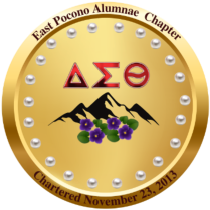 East Pocono Alumnae Chapter
ΔΣΘ
Chartered November 23, 2013